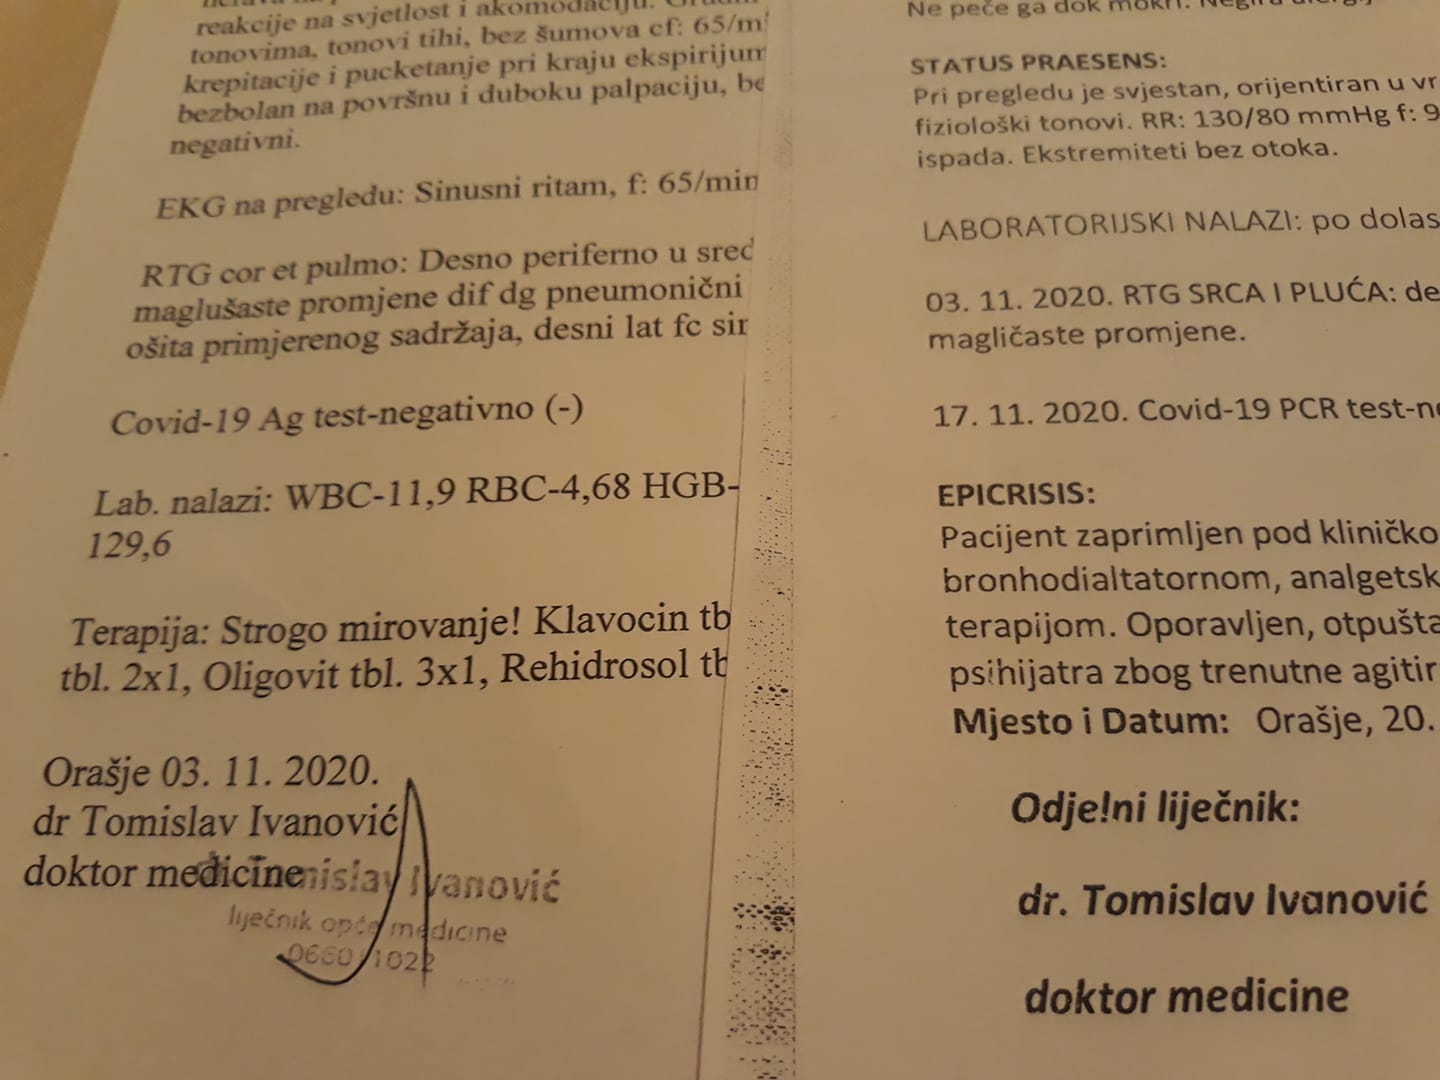 reakcije na svjetlost i akomodaciju.
tonovima, tonovi tihi, bez šumova cf: 65/m
krepitacije i pucketanje pri kraju ekspirijum
bezbolan na površnu i duboku palpaciju, be
negativni.
EKG na pregledu: Sinusni ritam, f: 65/min
RTG cor et pulmo: Desno periferno u sred
maglušaste promjene dif dg pneumonični
ošita primjerenog sadržaja, desni lat fc sin
Covid-19 Ag test-negativno (-)
Lab. nalazi: WBC-11,9 RBC-4,68 HGB-
129,6
Terapija: Strogo mirovanje! Klavocin tb
tbl. 2x1, Oligovit tbl. 3x1, Rehidrosol tb
Orašje 03. 11. 2020.
dr Tomislav Ivanović
doktor medicine
Ivanović
liječnik opće medicine
Ne peče ga dok mokri.
STATUS PRAESENS:
Pri pregledu je svjestan, orijentiran u vr
fiziološki tonovi. RR: 130/80 mmHg f: 9
ispada. Ekstremiteti bez otoka.
LABORATORIJSKI NALAZI: po dolas
03. 11. 2020. RTG SRCA I PLUĆA: de
magličaste promjene.
17. 11. 2020. Covid-19 PCR test-ne
EPICRISIS:
Pacijent zaprimljen pod kliničko
bronhodialtatornom, analgetsk
terapijom. Oporavljen, otpušta
psihijatra zbog trenutne agitir
Mjesto i Datum: Orašje, 20.
Odje!ni liječnik:
dr. Tomislav Ivanović
doktor medicine